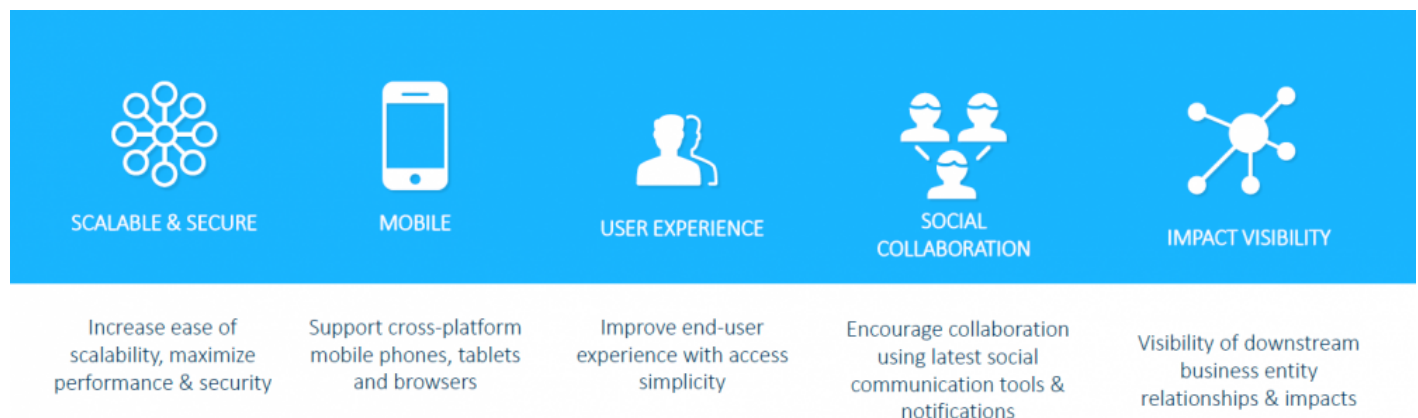 SCALABLE & SECURE
Increase ease of
scalability, maximize
performance & security
MOBILE
Support cross-platform
mobile phones, tablets
and browsers
USER EXPERIENCE
Improve end-user
experience with access
simplicity
SOCIAL
COLLABORATION
Encourage collaboration
using latest social
communication tools &
notifications
IMPACT VISIBILITY
Visibility of downstream
business entity
relationships & impacts